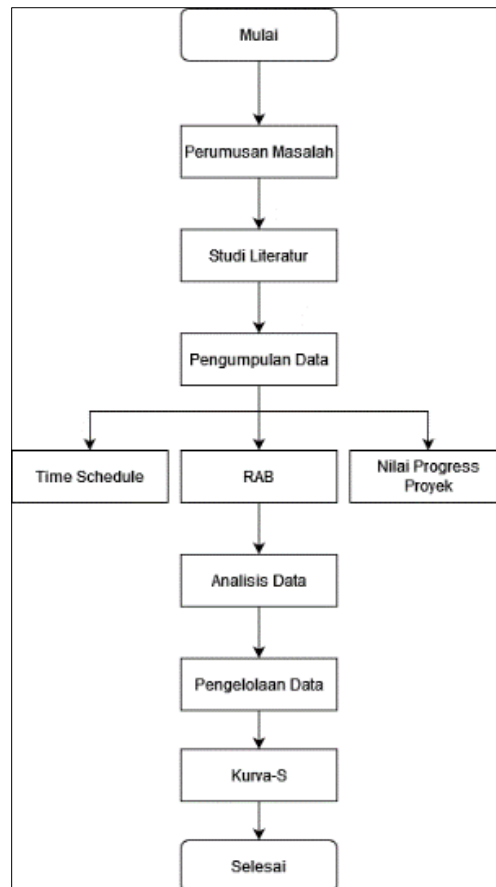 Mulai
Perumusan Masalah
Studi Literatur
Pengumpulan Data
Time Schedule
RAB
Nilai Progress
Proyek
Analisis Data
Pengelolaan Data
Kurva-S
Selesai